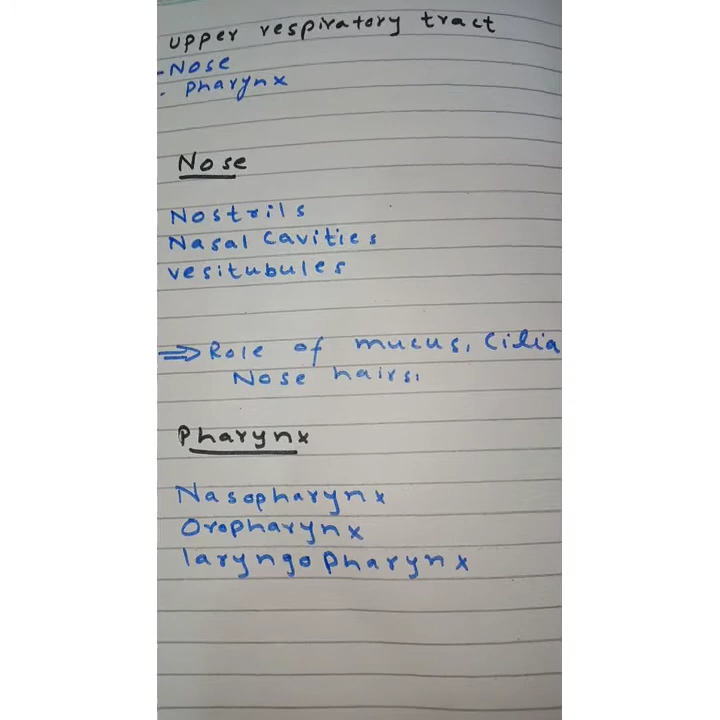 upper respiratory tract
- Nose
- Pharynx
Nose
Nostrils
Nasal Cavities
vesitubules
⇒ Role of mucus, Cilia
Nose hairs,
Pharynx
Nasopharynx
Oropharynx
laryngopharynx